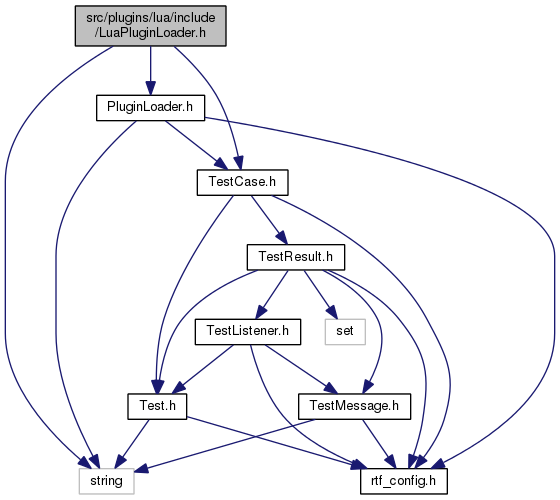 src/plugins/lua/include
/LuaPluginLoader.h
PluginLoader.h
TestCase.h
TestResult.h
TestListener.h
set
Test.h
TestMessage.h
string
rtf_config.h